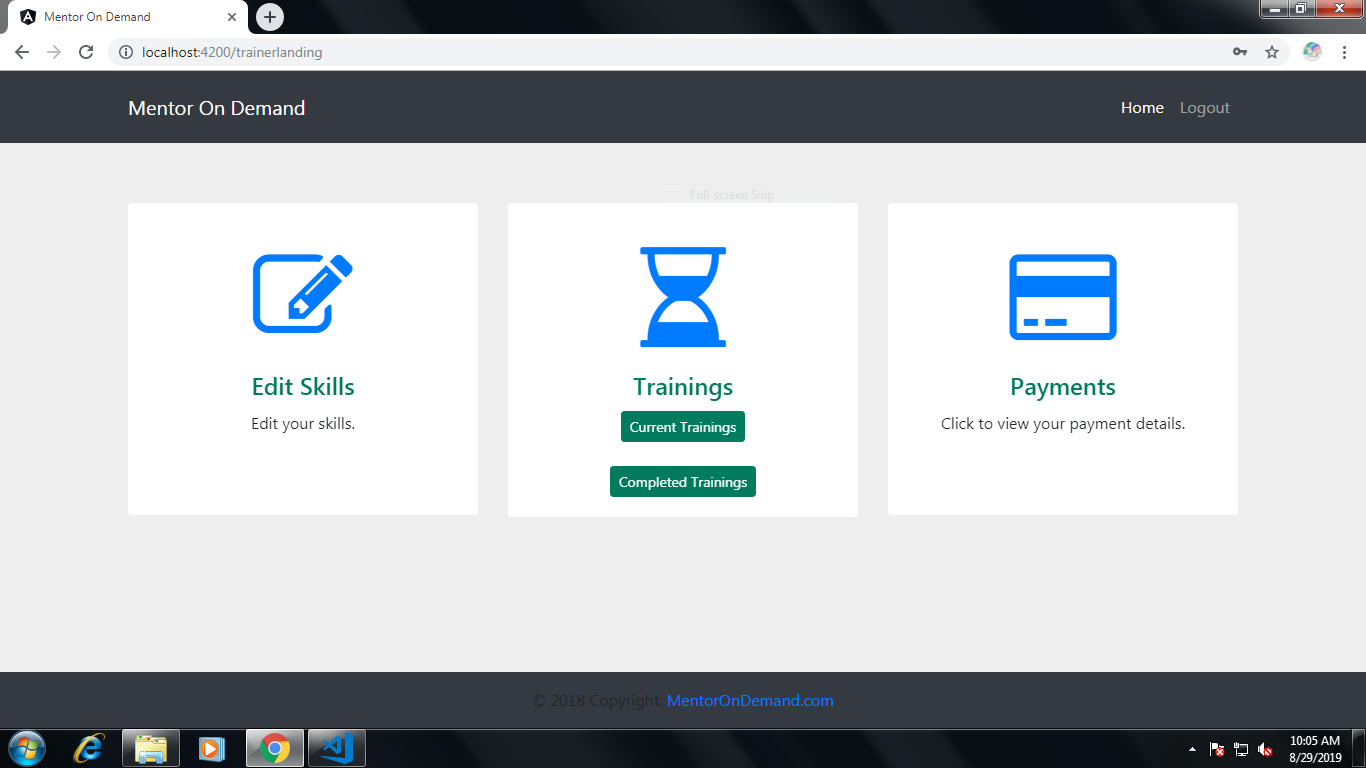 Mentor On Demand
localhost:4200/trainerlanding
Mentor On Demand
Home
Logout
Full-screen Snip
Edit Skills
Edit your skills.
Trainings
Current Trainings
Completed Trainings
Payments
Click to view your payment details.
© 2018 Copyright: MentorOnDemand.com
10:05 AM
8/29/2019